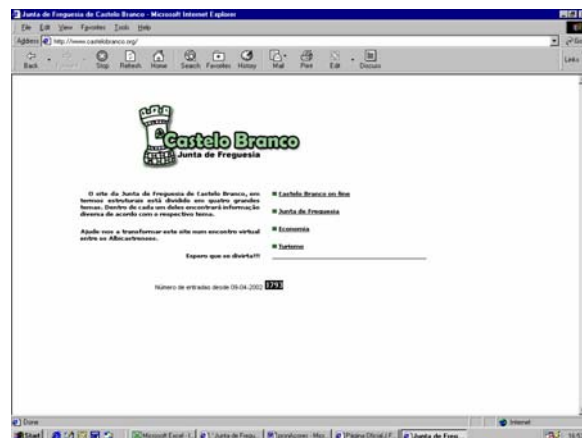 Junta de Freguesia de Castelo Branco - Microsoft Internet Explorer
File Edit View Favorites Tools Help
Address http://www.castelobranco.org/
Back Stop Refresh Home Search Favorites History Mail Print Edit Discuss
Links
Castelo Branco
Junta de Freguesia
O site da Junta de Freguesia de Castelo Branco, em
termos estruturais está dividido em quatro grandes
temas. Dentro de cada um deles encontrará informação
diversa de acordo com o respectivo tema.
Ajude-nos a transformar este site num encontro virtual
entre os Albicastrenses.
Espero que se divirta!!!
Castelo Branco on line
Junta de Freguesia
Economia
Turismo
Número de entradas desde 09-04-2002 3793
Done
Internet
Start